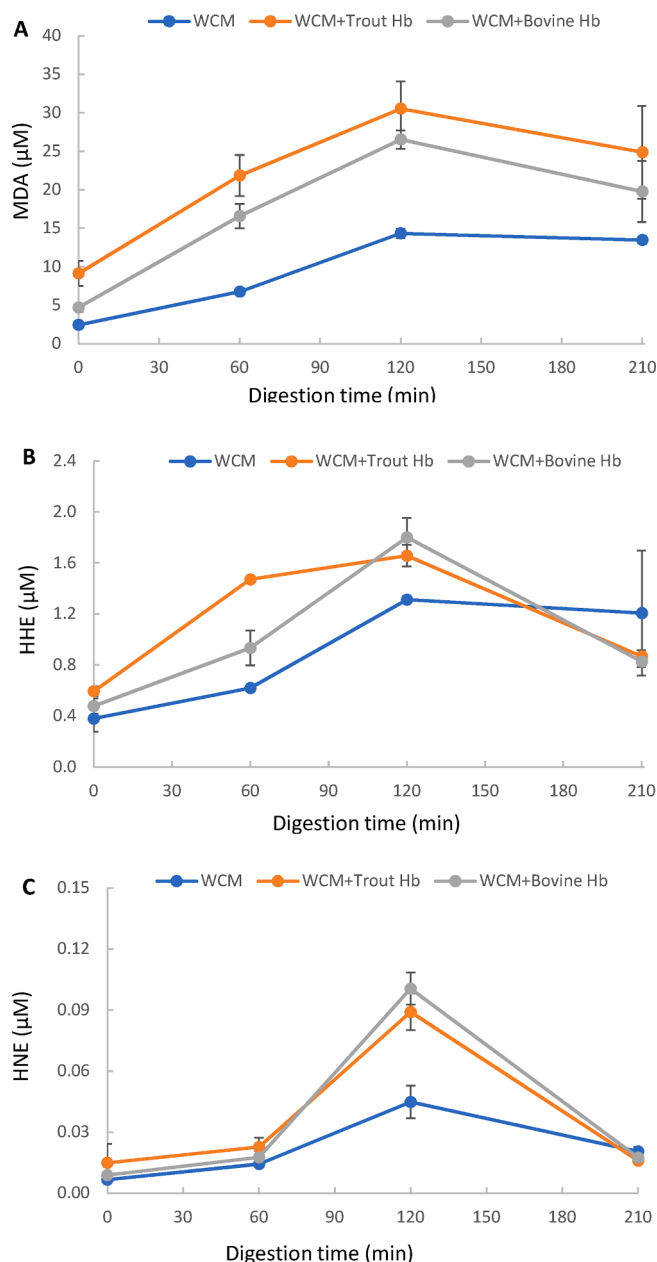 A
WCM WCM+Trout Hb WCM+Bovine Hb
40
35
30
25
20
15
10
5
0
MDA (µM)
0 30 60 90 120 150 180 210
Digestion time (min)
B
WCM WCM+Trout Hb WCM+Bovine Hb
2.4
2.0
1.6
1.2
0.8
0.4
0.0
HHE (µM)
0 30 60 90 120 150 180 210
Digestion time (min)
C
WCM WCM+Trout Hb WCM+Bovine Hb
0.15
0.12
0.09
0.06
0.03
0.00
HNE (µM)
0 30 60 90 120 150 180 210
Digestion time (min)